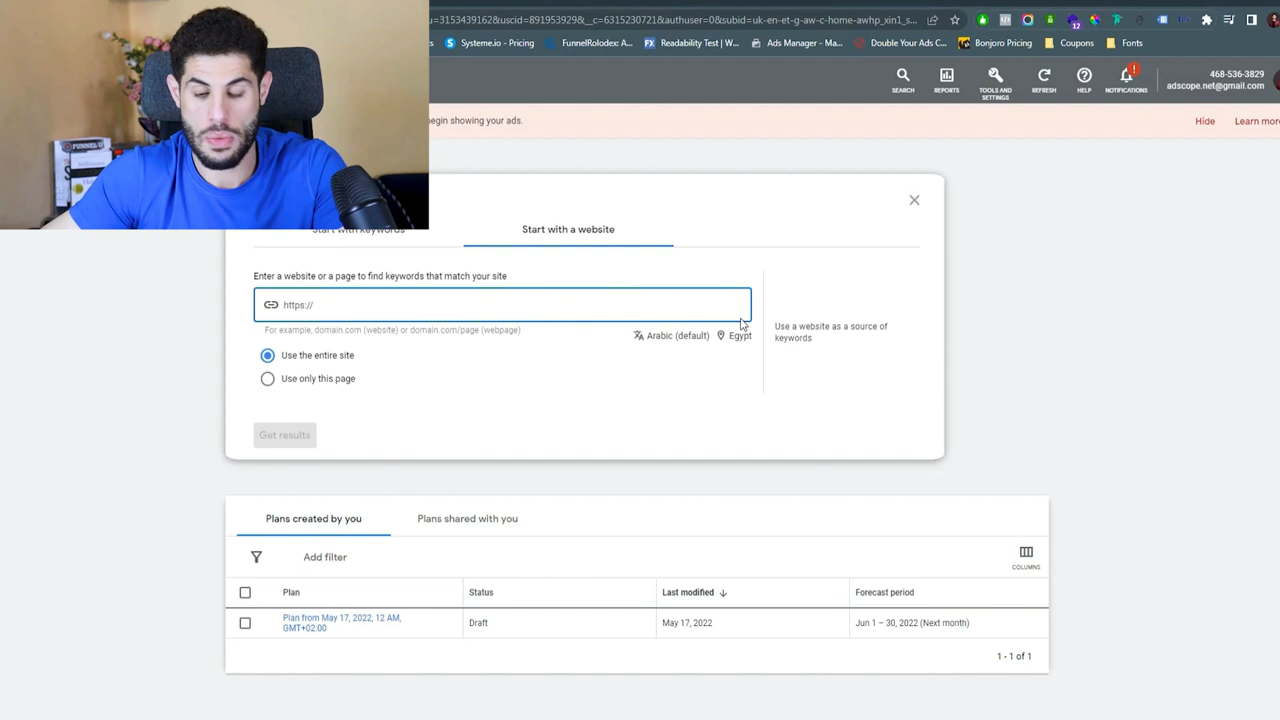 u=3153439162&uscid=891953929&__c=6315230721&authuser=0&subid=uk-en-et-g-aw-c-home-awhp_xin1_s...
12
Systeme.io - Pricing
FunnelRolodex: A...
FX
Readability Test | W...
Ads Manager - Ma...
Double Your Ads C...
Bonjoro Pricing
Coupons
Fonts
SEARCH
REPORTS
TOOLS AND
SETTINGS
REFRESH
HELP
NOTIFICATIONS
468-536-3829
adscope.net@gmail.com
egin showing your ads.
Hide
Learn more
FUNNEL
Start with keywords
Start with a website
Enter a website or a page to find keywords that match your site
https://
For example, domain.com (website) or domain.com/page (webpage)
Arabic (default)
Egypt
Use a website as a source of
keywords
Use the entire site
Use only this page
Get results
Plans created by you
Plans shared with you
Add filter
COLUMNS
Plan
Status
Last modified
Forecast period
Plan from May 17, 2022, 12 AM,
GMT+02:00
Draft
May 17, 2022
Jun 1 – 30, 2022 (Next month)
1 - 1 of 1